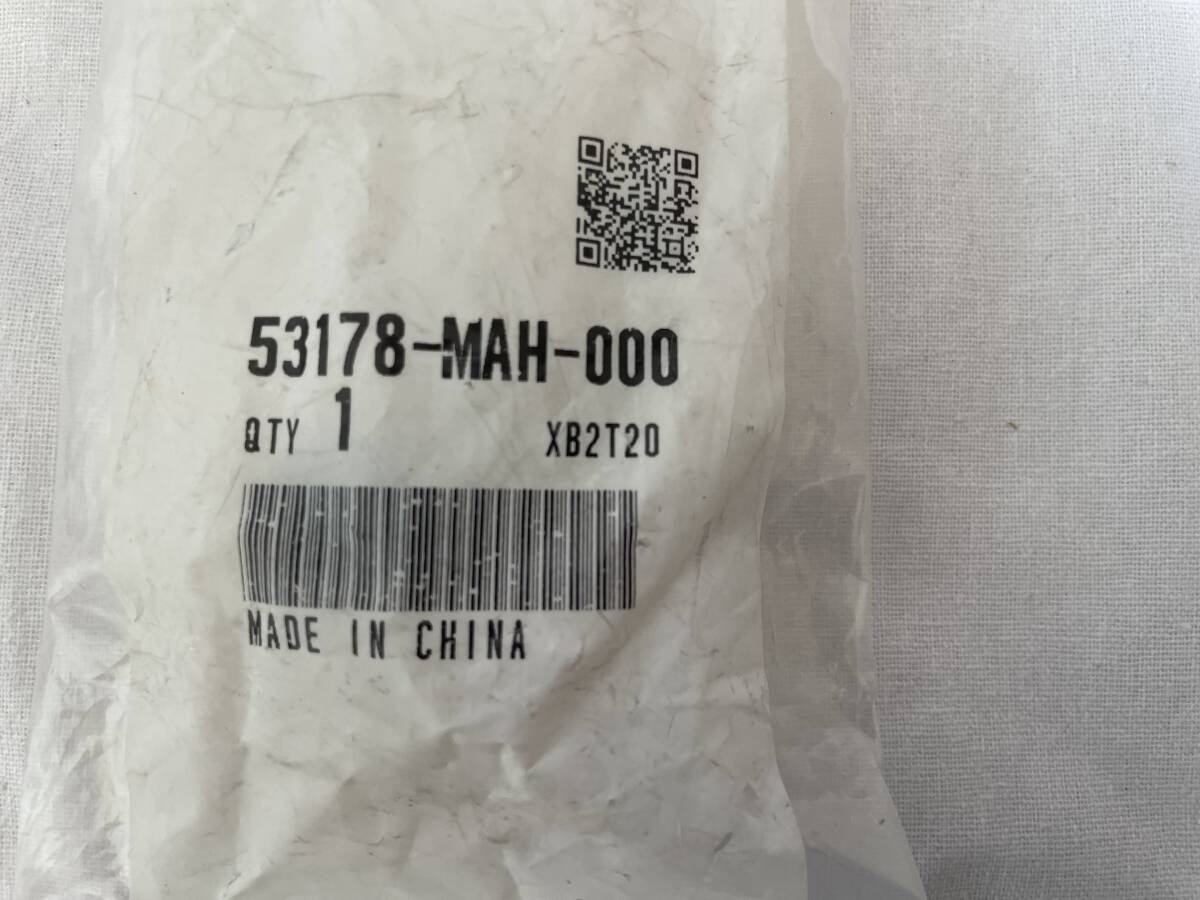 53178-MAH-000
QTY 1 XB2T20
MADE IN CHINA